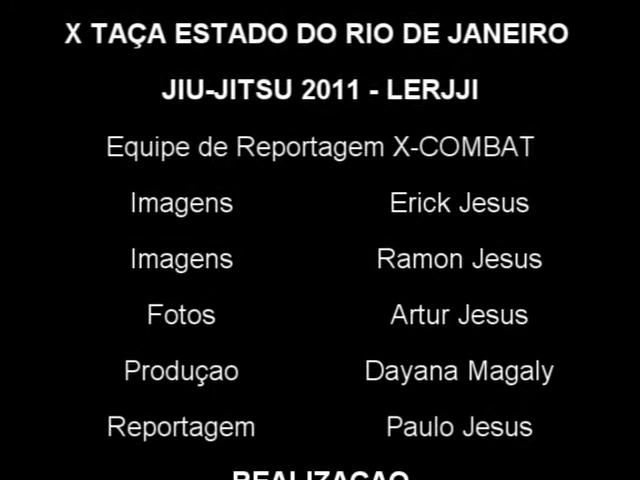 X TAÇA ESTADO DO RIO DE JANEIRO
JIU-JITSU 2011 - LERJJI
Equipe de Reportagem X-COMBAT
Imagens Erick Jesus
Imagens Ramon Jesus
Fotos Artur Jesus
Produçao Dayana Magaly
Reportagem Paulo Jesus
REALIZAÇAO